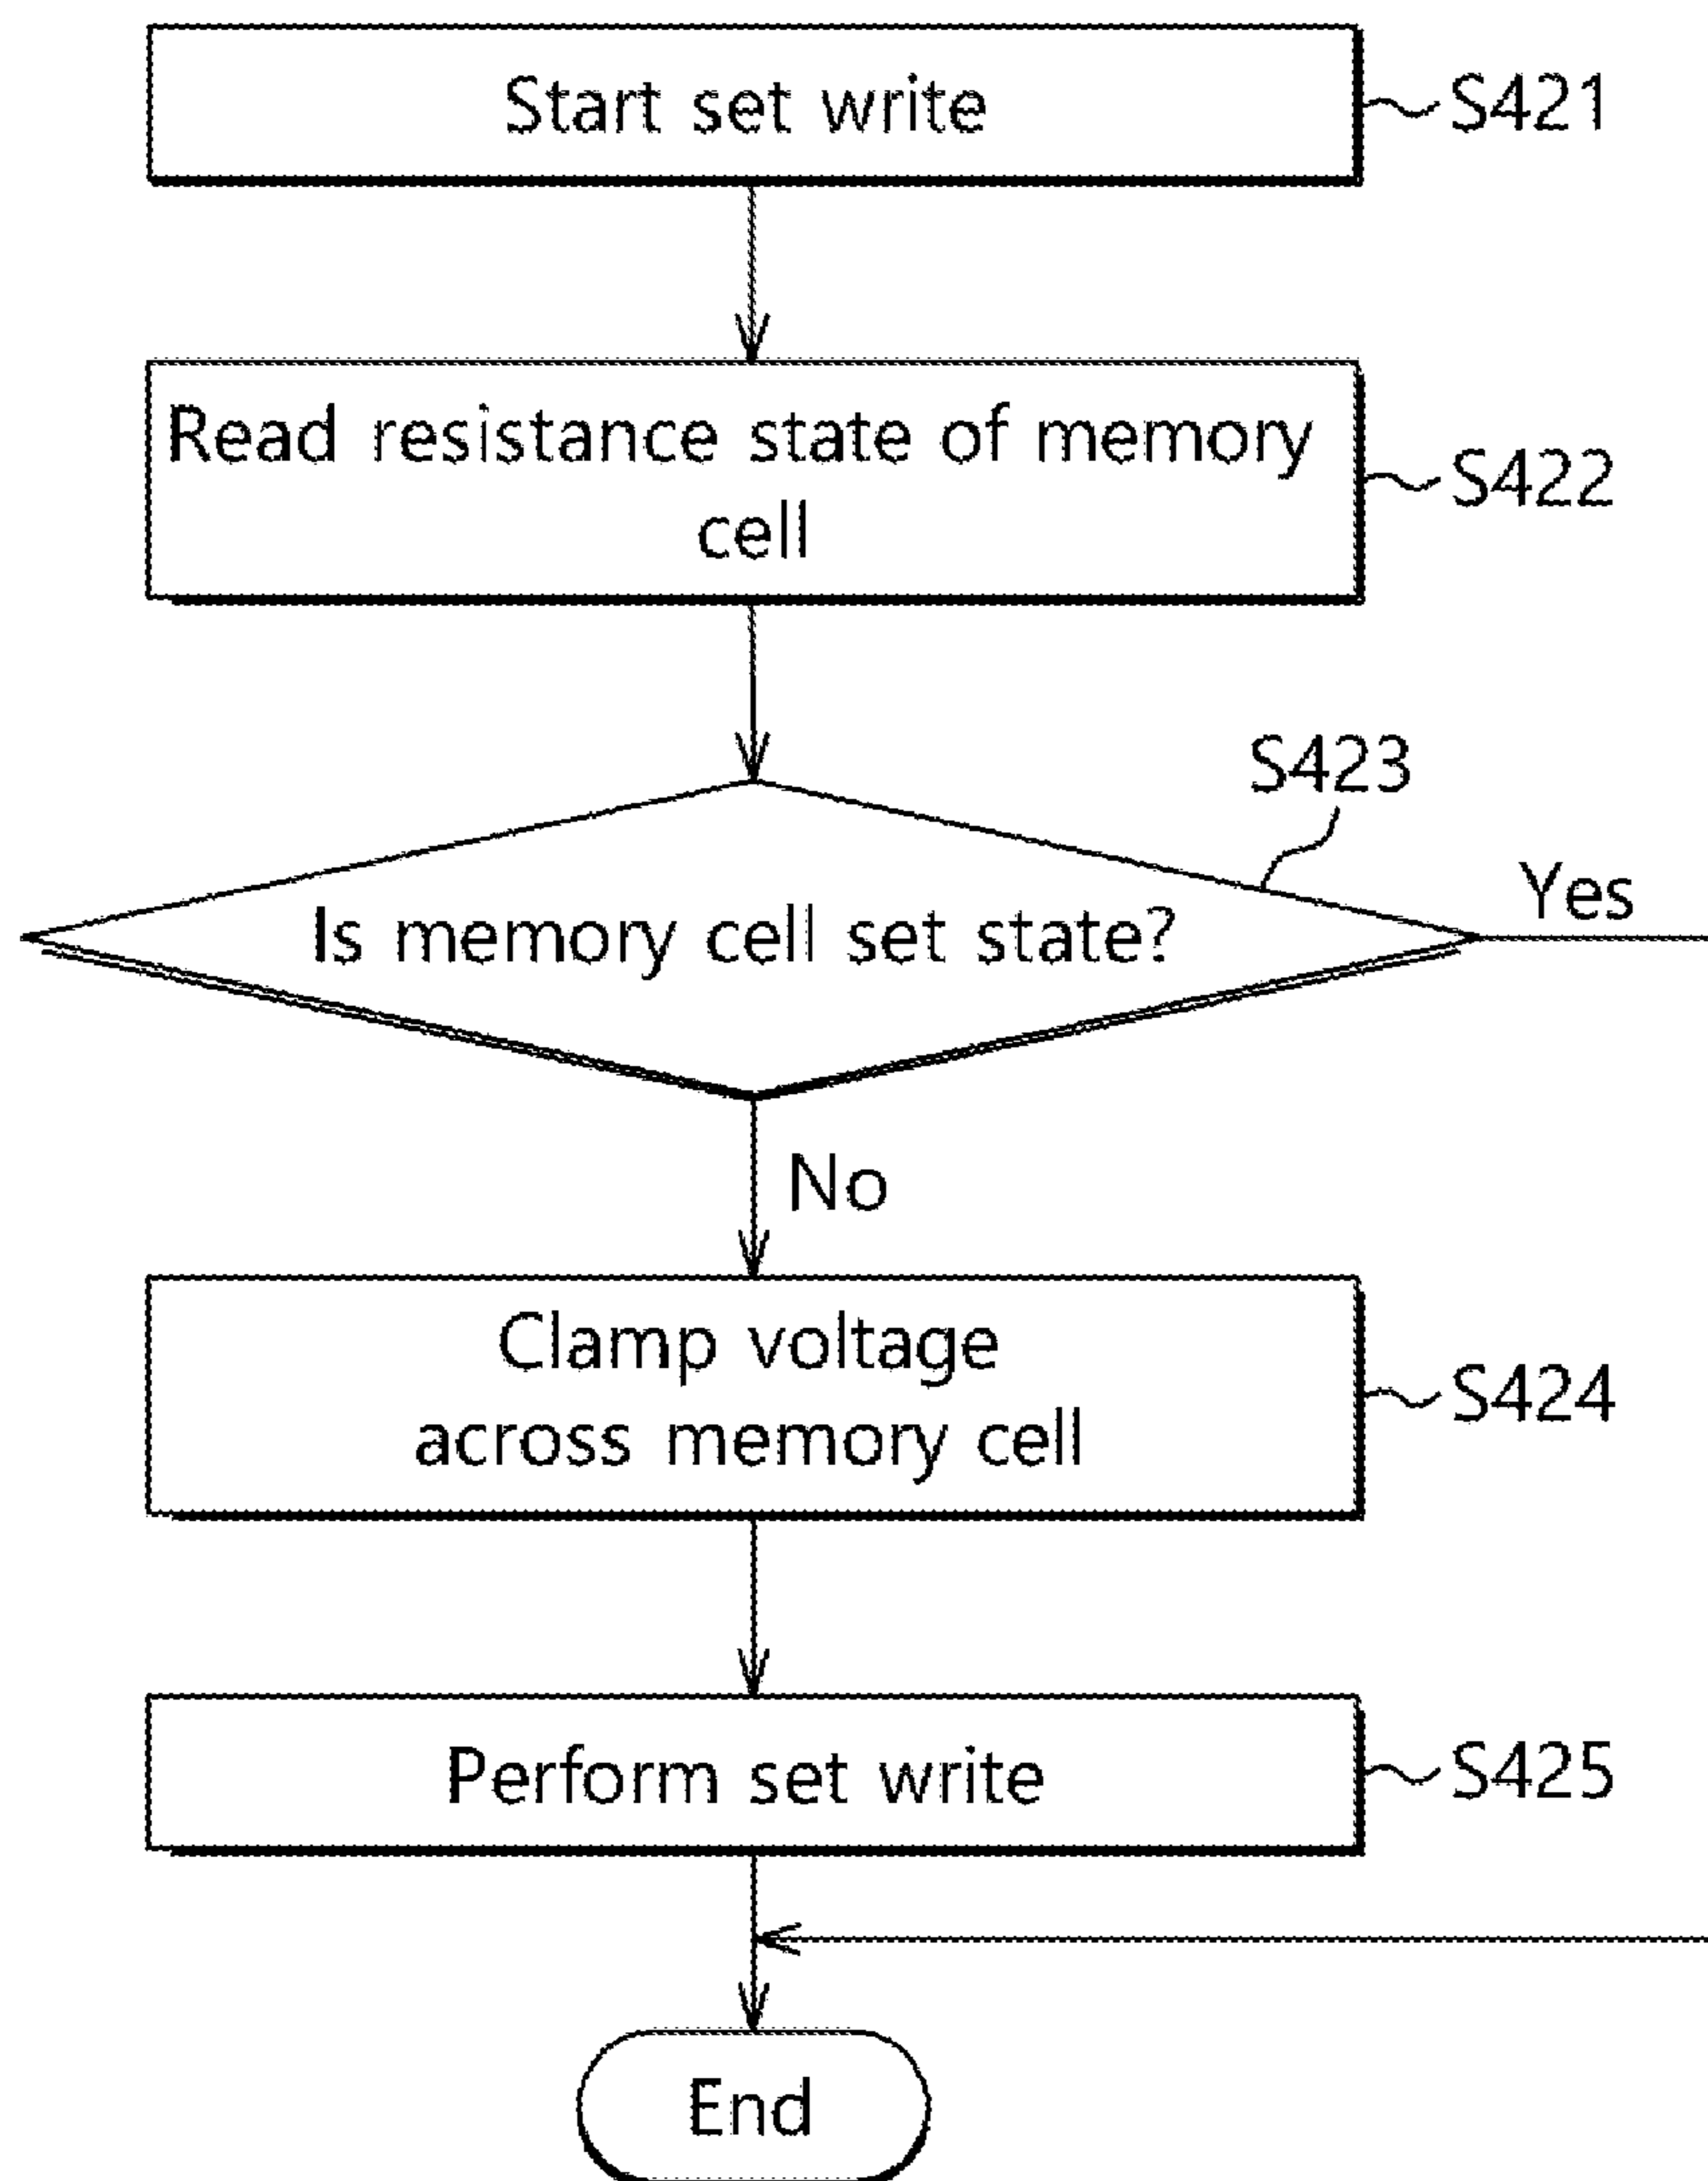 Start set write
S421
Read resistance state of memory
cell
S422
S423
Is memory cell set state?
Yes
No
Clamp voltage
across memory cell
S424
Perform set write
S425
End